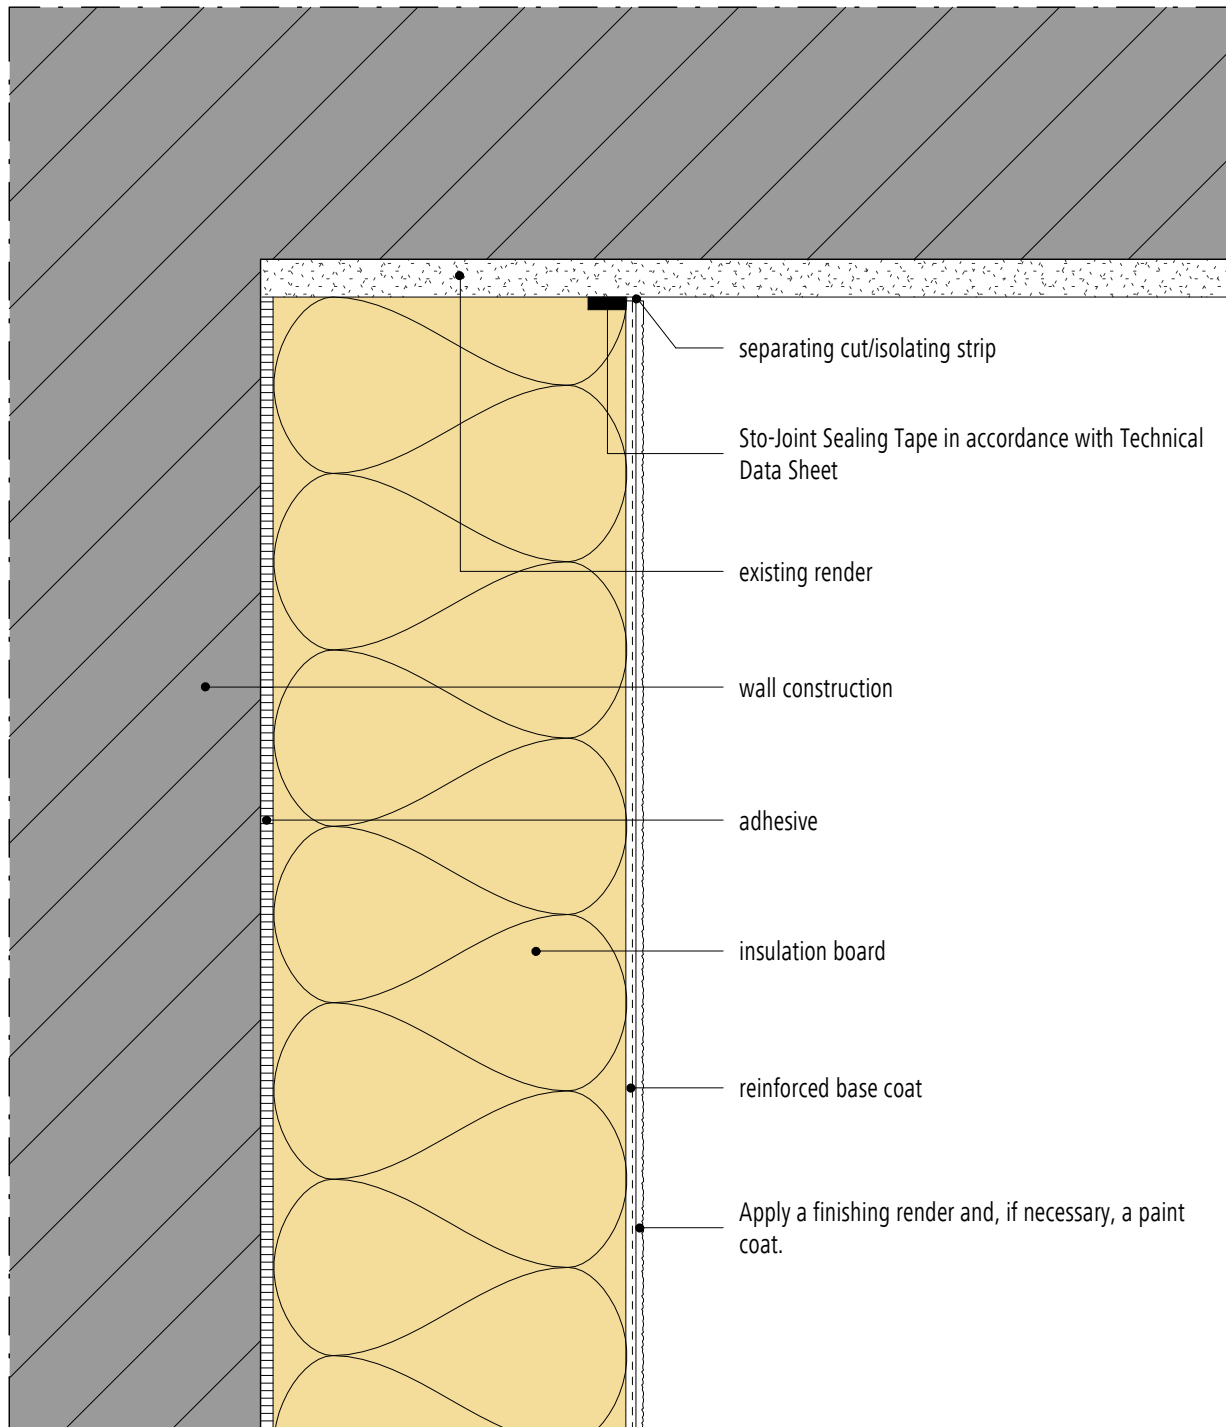 separating cut/isolating strip
Sto-Joint Sealing Tape in accordance with Technical
Data Sheet
existing render
wall construction
adhesive
insulation board
reinforced base coat
Apply a finishing render and, if necessary, a paint
coat.